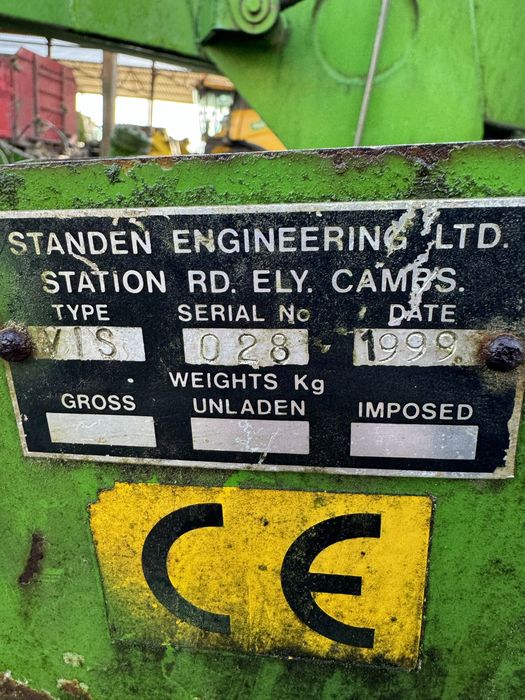 STANDEN ENGINEERING LTD.
STATION RD. ELY. CAMBS.
TYPE SERIAL No DATE
VIS 028 1999
WEIGHTS Kg
GROSS UNLADEN IMPOSED
CE